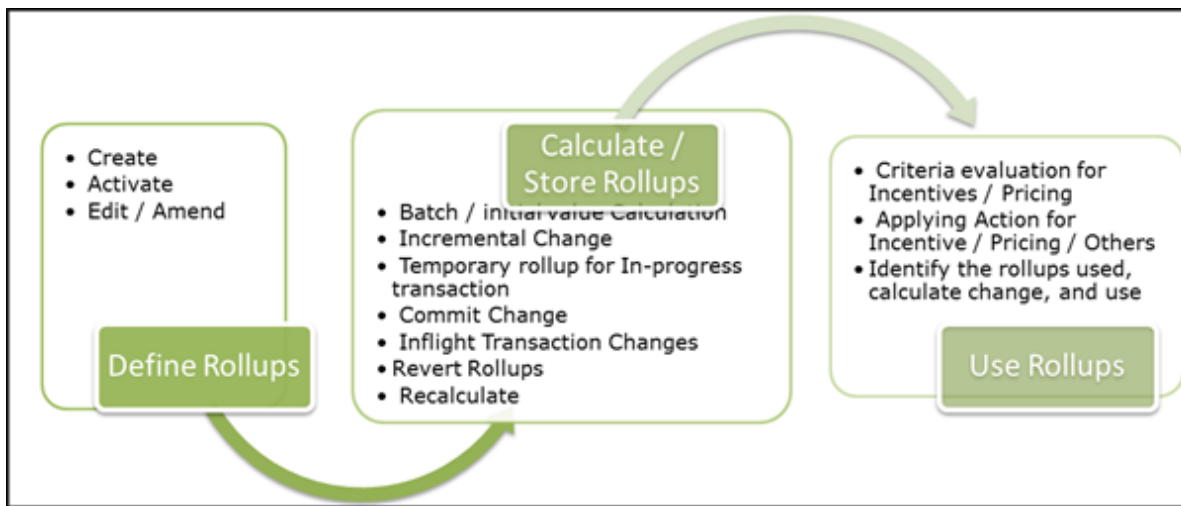 • Create
• Activate
• Edit / Amend
Define Rollups
Calculate /
Store Rollups
• Batch / initial value Calculation
• Incremental Change
• Temporary rollup for In-progress
transaction
• Commit Change
• Inflight Transaction Changes
• Revert Rollups
• Recalculate
• Criteria evaluation for
Incentives / Pricing
• Applying Action for
Incentive / Pricing / Others
• Identify the rollups used,
calculate change, and use
Use Rollups